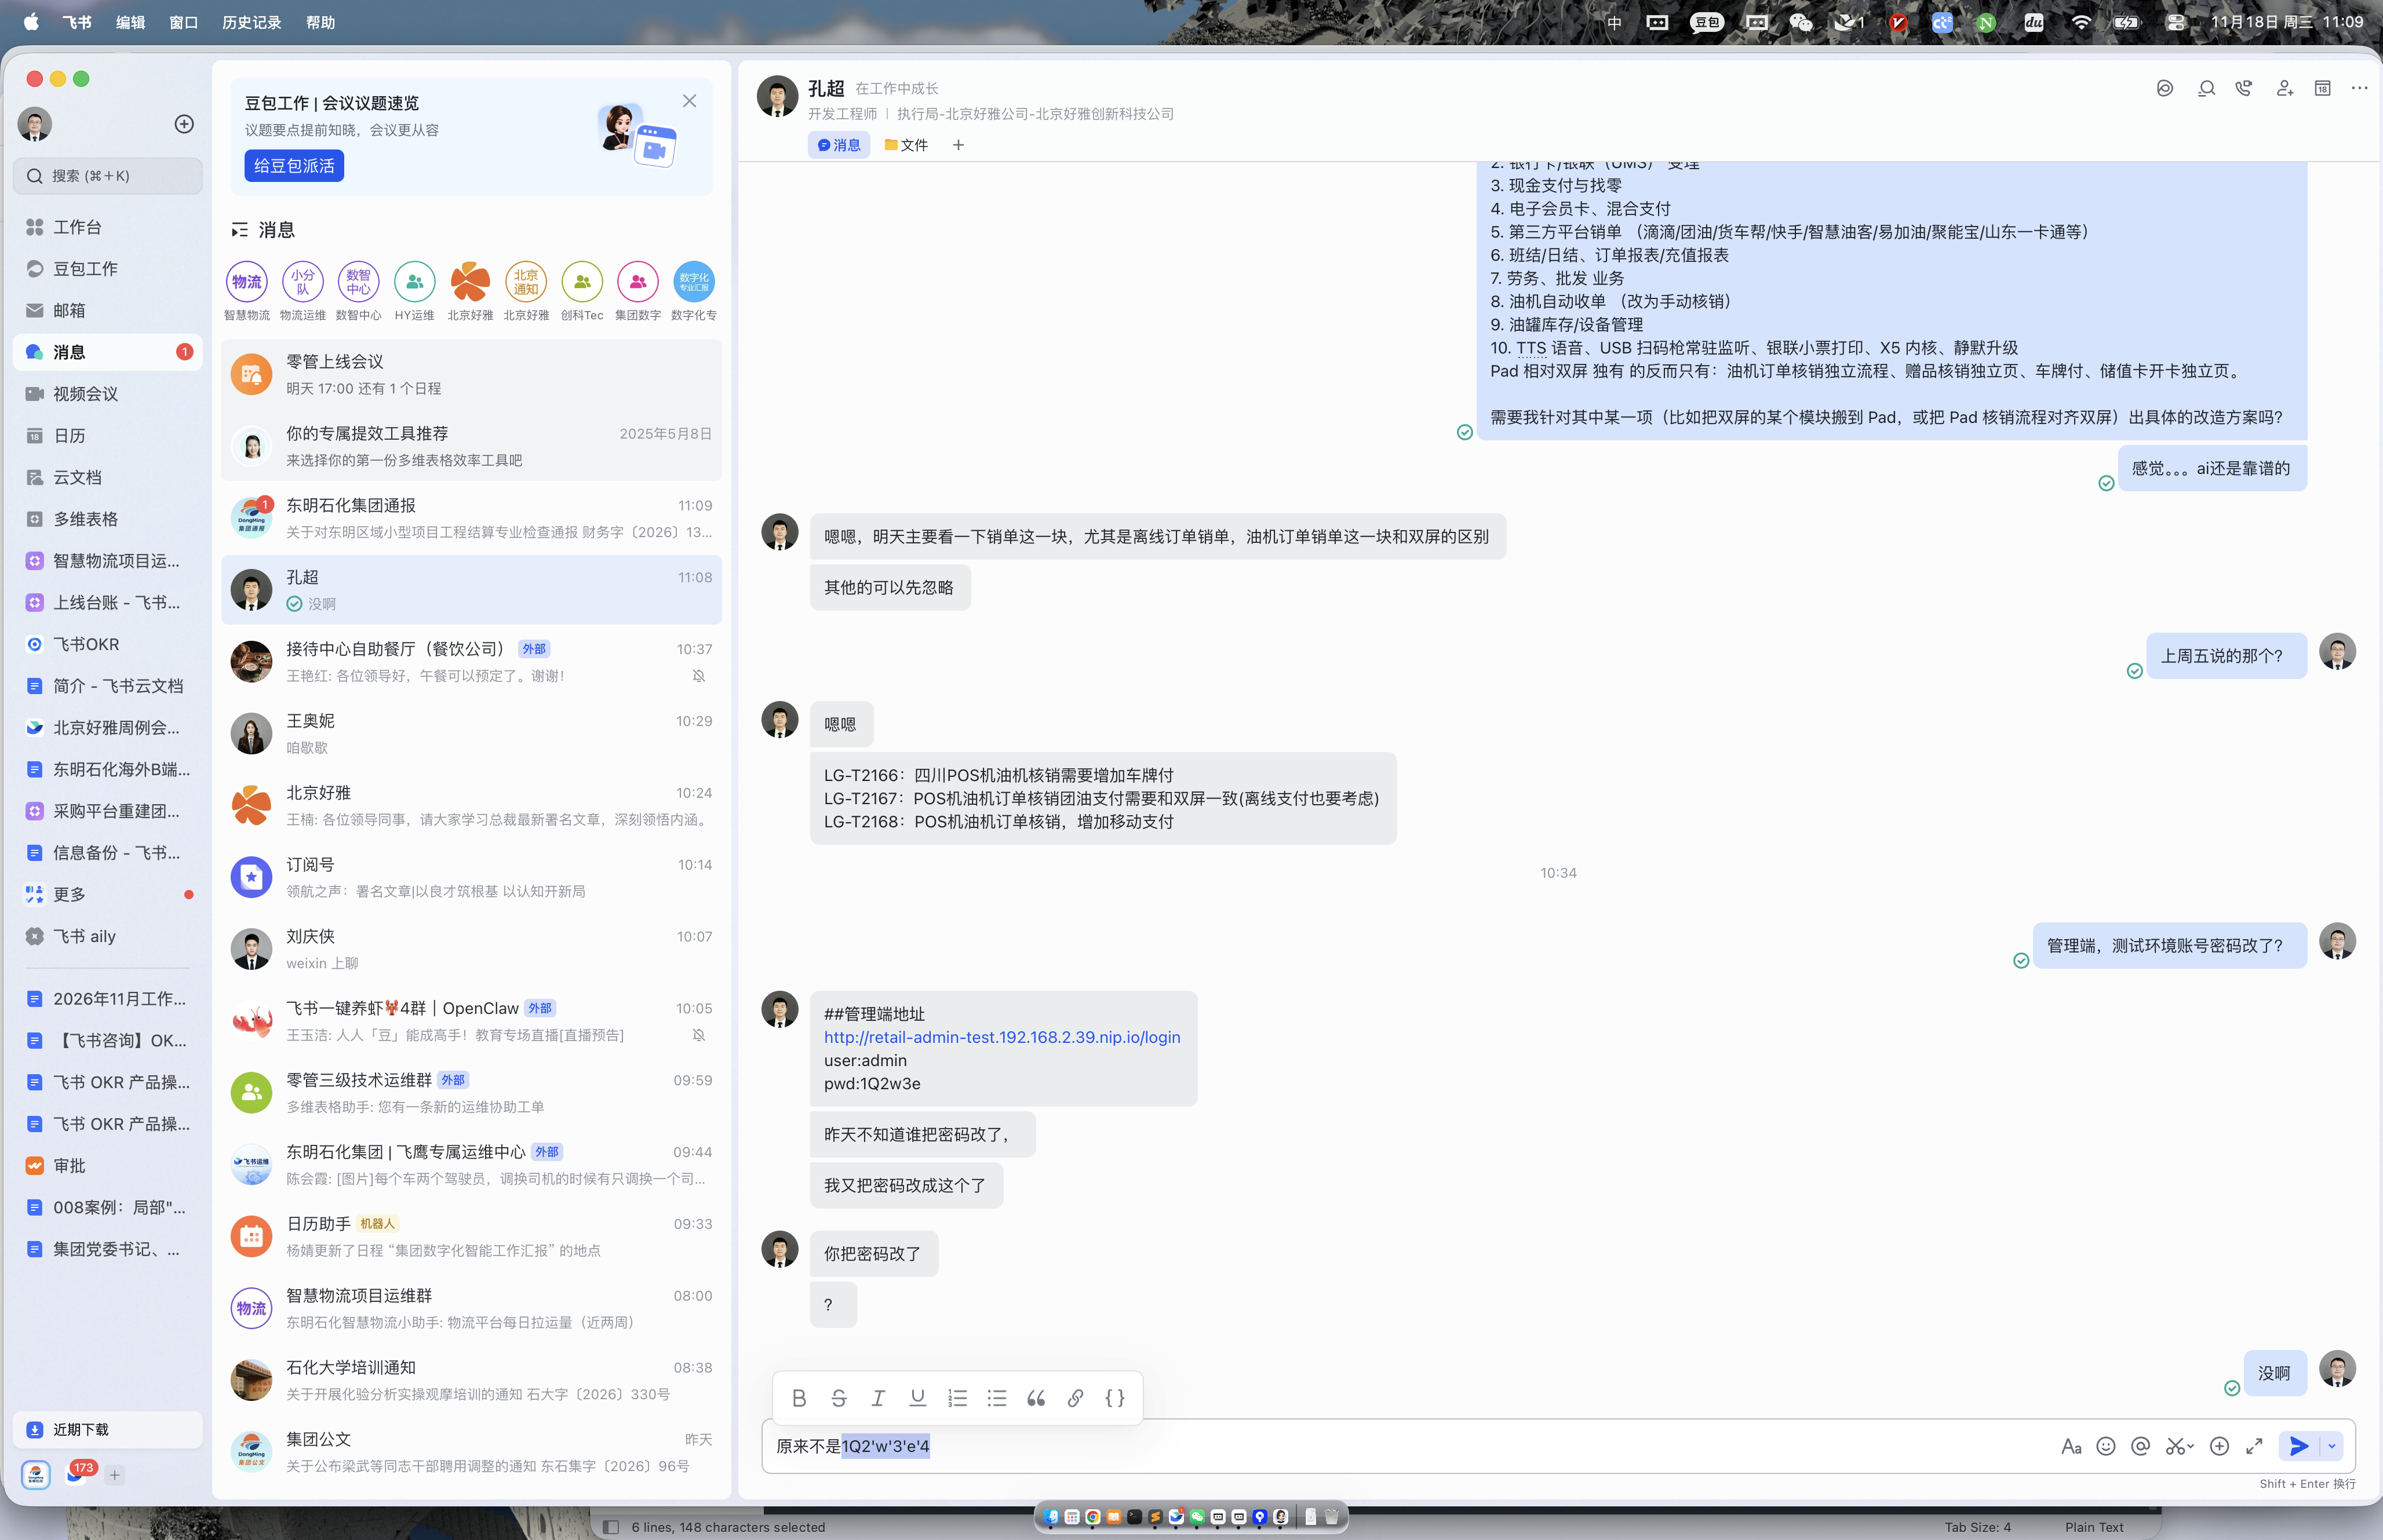 飞书 编辑 窗口 历史记录 帮助
中 豆包 1 du 11月18日 周三 11:09
搜索 (⌘+K)
工作台
豆包工作
邮箱
消息 1
视频会议
日历
云文档
多维表格
智慧物流项目运...
上线台账 - 飞书...
飞书OKR
简介 - 飞书云文档
北京好雅周例会...
东明石化海外B端...
采购平台重建团...
信息备份 - 飞书...
更多
飞书 aily
2026年11月工作...
【飞书咨询】OK...
飞书 OKR 产品操...
飞书 OKR 产品操...
审批
008案例：局部"...
集团党委书记、...
近期下载
173
豆包工作 | 会议议题速览
议题要点提前知晓，会议更从容
给豆包派活
消息
物流 小分队 数智中心 北京通知 数字化专业汇报
智慧物流 物流运维 数智中心 HY运维 北京好雅 北京好雅 创科Tec 集团数字 数字化专
零管上线会议
明天 17:00 还有 1 个日程
你的专属提效工具推荐 2025年5月8日
来选择你的第一份多维表格效率工具吧
东明石化集团通报 11:09
关于对东明区域小型项目工程结算专业检查通报 财务字〔2026〕13...
孔超 11:08
没啊
接待中心自助餐厅（餐饮公司） 外部 10:37
王艳红: 各位领导好，午餐可以预定了。谢谢！
王奥妮 10:29
咱歇歇
北京好雅 10:24
王楠: 各位领导同事，请大家学习总裁最新署名文章，深刻领悟内涵。
订阅号 10:14
领航之声：署名文章|以良才筑根基 以认知开新局
刘庆侠 10:07
weixin 上聊
飞书一键养虾🦞4群｜OpenClaw 外部 10:05
王玉洁: 人人「豆」能成高手！教育专场直播[直播预告]
零管三级技术运维群 外部 09:59
多维表格助手: 您有一条新的运维协助工单
东明石化集团 | 飞鹰专属运维中心 外部 09:44
陈会霞: [图片]每个车两个驾驶员，调换司机的时候有只调换一个司...
日历助手 机器人 09:33
杨婧更新了日程 “集团数字化智能工作汇报” 的地点
智慧物流项目运维群 08:00
东明石化智慧物流小助手: 物流平台每日拉运量（近两周）
石化大学培训通知 08:38
关于开展化验分析实操观摩培训的通知 石大字〔2026〕330号
集团公文 昨天
关于公布梁武等同志干部聘用调整的通知 东石集字〔2026〕96号
孔超 在工作中成长
开发工程师 | 执行局-北京好雅公司-北京好雅创新科技公司
消息 文件
2. 银行卡/银联（UMS） 受理
3. 现金支付与找零
4. 电子会员卡、混合支付
5. 第三方平台销单 （滴滴/团油/货车帮/快手/智慧油客/易加油/聚能宝/山东一卡通等）
6. 班结/日结、订单报表/充值报表
7. 劳务、批发 业务
8. 油机自动收单 （改为手动核销）
9. 油罐库存/设备管理
10. TTS 语音、USB 扫码枪常驻监听、银联小票打印、X5 内核、静默升级
Pad 相对双屏 独有 的反而只有：油机订单核销独立流程、赠品核销独立页、车牌付、储值卡开卡独立页。
需要我针对其中某一项（比如把双屏的某个模块搬到 Pad，或把 Pad 核销流程对齐双屏）出具体的改造方案吗?
感觉。。。ai还是靠谱的
嗯嗯，明天主要看一下销单这一块，尤其是离线订单销单，油机订单销单这一块和双屏的区别
其他的可以先忽略
上周五说的那个？
嗯嗯
LG-T2166：四川POS机油机核销需要增加车牌付
LG-T2167：POS机油机订单核销团油支付需要和双屏一致(离线支付也要考虑)
LG-T2168：POS机油机订单核销，增加移动支付
10:34
管理端，测试环境账号密码改了？
##管理端地址
http://retail-admin-test.192.168.2.39.nip.io/login
user:admin
pwd:1Q2w3e
昨天不知道谁把密码改了，
我又把密码改成这个了
你把密码改了
？
没啊
原来不是1Q2'w'3'e'4
Shift + Enter 换行
6 lines, 148 characters selected Tab Size: 4 Plain Text